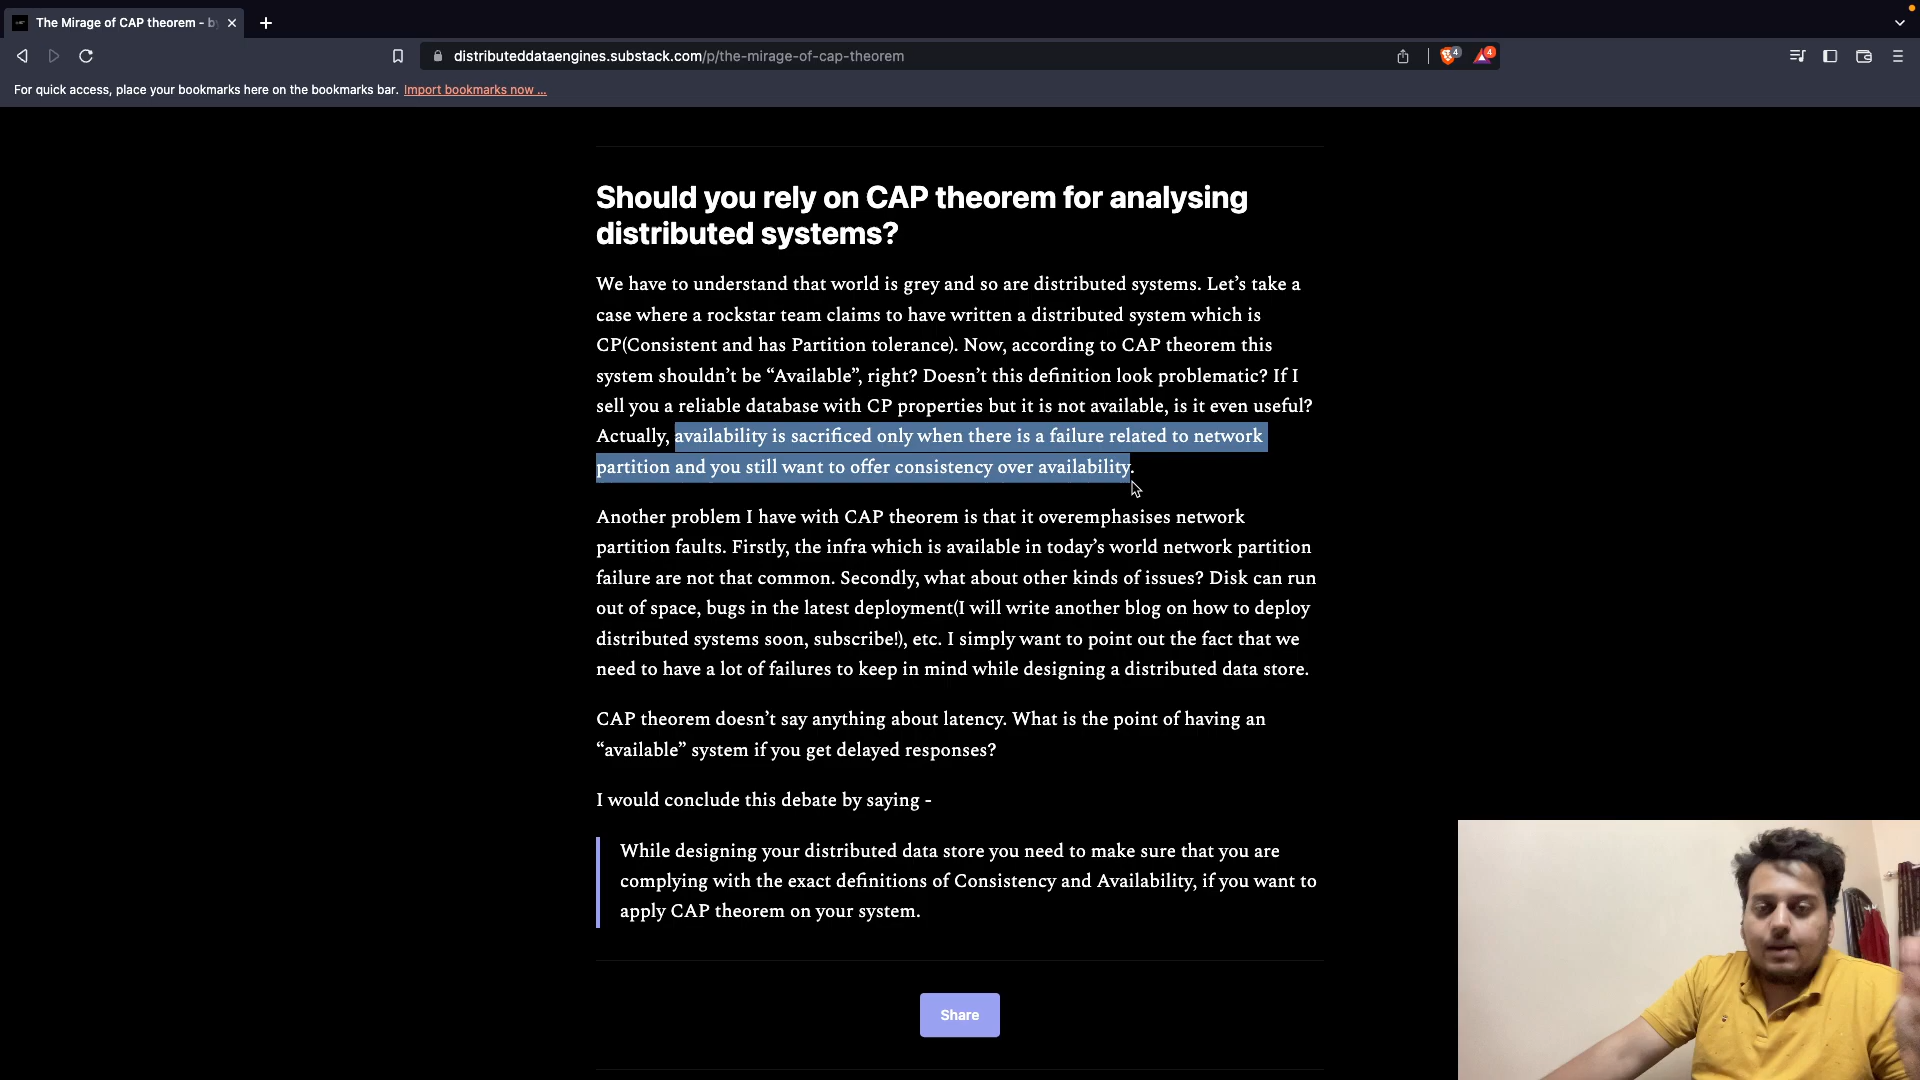 The Mirage of CAP theorem - by
distributeddataengines.substack.com/p/the-mirage-of-cap-theorem
4
4
For quick access, place your bookmarks here on the bookmarks bar. Import bookmarks now ...
Should you rely on CAP theorem for analysing
distributed systems?
We have to understand that world is grey and so are distributed systems. Let’s take a
case where a rockstar team claims to have written a distributed system which is
CP(Consistent and has Partition tolerance). Now, according to CAP theorem this
system shouldn’t be “Available”, right? Doesn’t this definition look problematic? If I
sell you a reliable database with CP properties but it is not available, is it even useful?
Actually, availability is sacrificed only when there is a failure related to network
partition and you still want to offer consistency over availability.
Another problem I have with CAP theorem is that it overemphasises network
partition faults. Firstly, the infra which is available in today’s world network partition
failure are not that common. Secondly, what about other kinds of issues? Disk can run
out of space, bugs in the latest deployment(I will write another blog on how to deploy
distributed systems soon, subscribe!), etc. I simply want to point out the fact that we
need to have a lot of failures to keep in mind while designing a distributed data store.
CAP theorem doesn’t say anything about latency. What is the point of having an
“available” system if you get delayed responses?
I would conclude this debate by saying -
While designing your distributed data store you need to make sure that you are
complying with the exact definitions of Consistency and Availability, if you want to
apply CAP theorem on your system.
Share